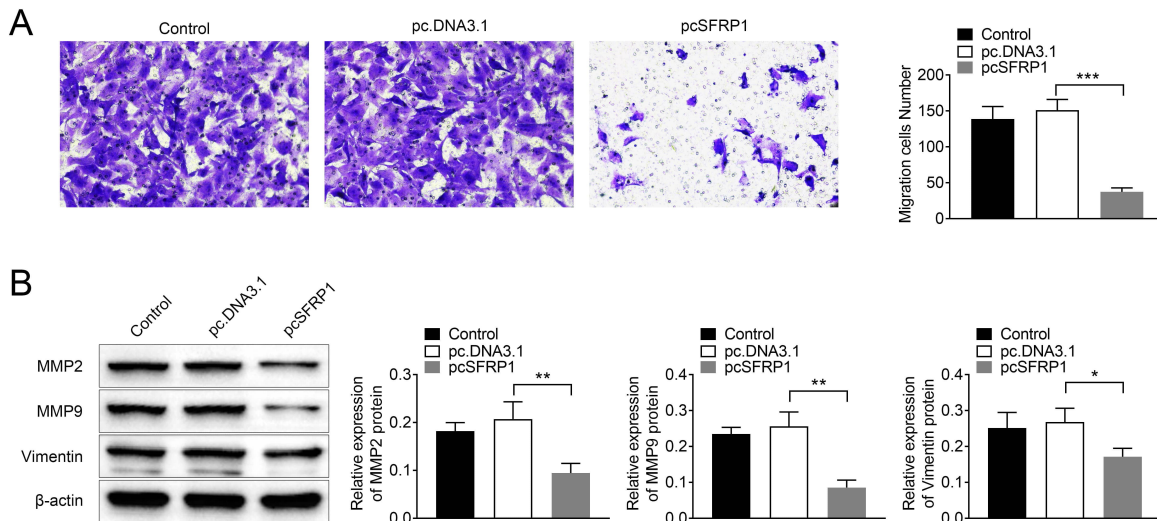 A
Control
pc.DNA3.1
pcSFRP1
Control
pc.DNA3.1
pcSFRP1
Migration cells Number
200
150
100
50
0
***
B
Control
pc.DNA3.1
pcSFRP1
MMP2
MMP9
Vimentin
β-actin
Control
pc.DNA3.1
pcSFRP1
Relative expression
of MMP2 protein
0.3
0.2
0.1
0.0
**
Control
pc.DNA3.1
pcSFRP1
Relative expression
of MMP9 protein
0.4
0.3
0.2
0.1
0.0
**
Control
pc.DNA3.1
pcSFRP1
Relative expression
of Vimentin protein
0.4
0.3
0.2
0.1
0.0
*